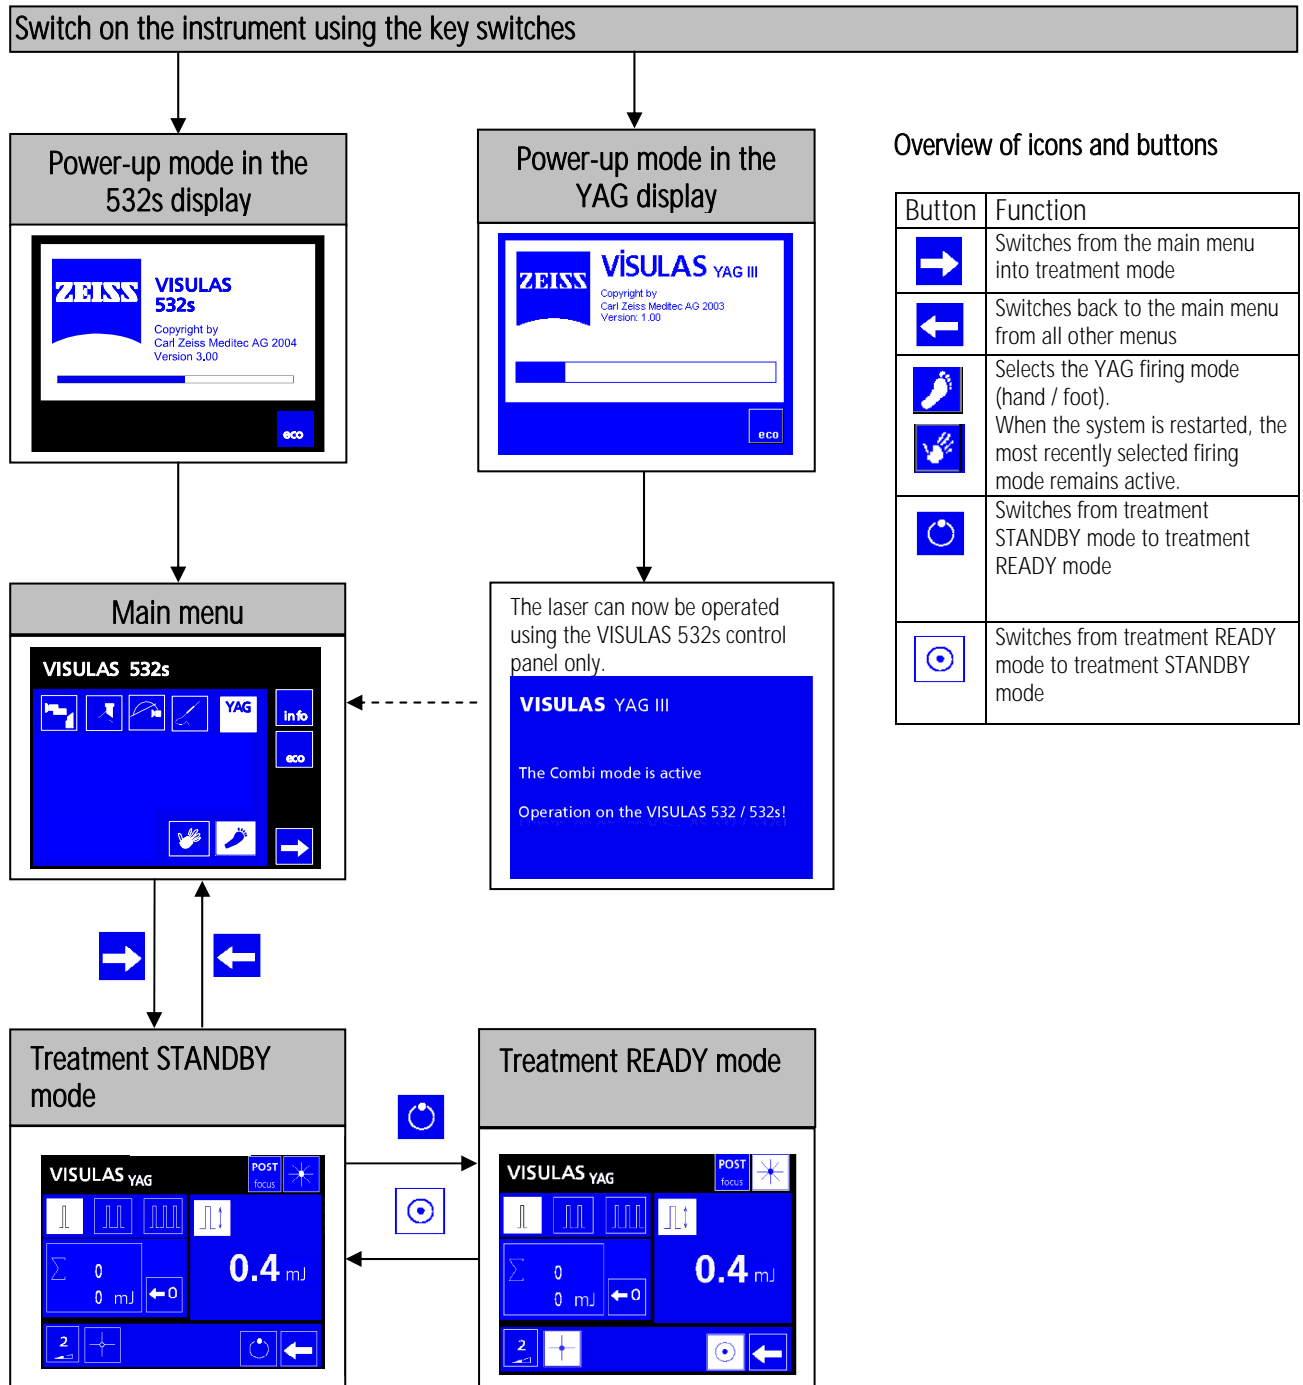 Switch on the instrument using the key switches
Power-up mode in the
532s display
ZEISS
VISULAS
532s
Copyright by
Carl Zeiss Meditec AG 2004
Version 3.00
eco
Power-up mode in the
YAG display
ZEISS
VISULAS YAG III
Copyright by
Carl Zeiss Meditec AG 2003
Version: 1.00
eco
Overview of icons and buttons
Button Function
Switches from the main menu
into treatment mode
Switches back to the main menu
from all other menus
Selects the YAG firing mode
(hand / foot).
When the system is restarted, the
most recently selected firing
mode remains active.
Switches from treatment
STANDBY mode to treatment
READY mode
Switches from treatment READY
mode to treatment STANDBY
mode
Main menu
VISULAS 532s
YAG
info
eco
The laser can now be operated
using the VISULAS 532s control
panel only.
VISULAS YAG III
The Combi mode is active
Operation on the VISULAS 532 / 532s!
Treatment STANDBY
mode
VISULAS YAG
POST
focus
Σ 0
0 mJ
0
0.4 mJ
2
Treatment READY mode
VISULAS YAG
POST
focus
Σ 0
0 mJ
0
0.4 mJ
2